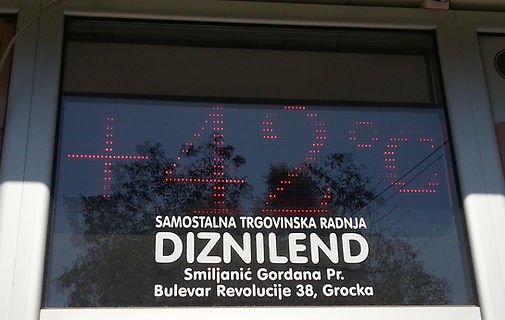 +42°C
SAMOSTALNA TRGOVINSKA RADNJA
DIZNILEND
Smiljanić Gordana Pr.
Bulevar Revolucije 38, Grocka